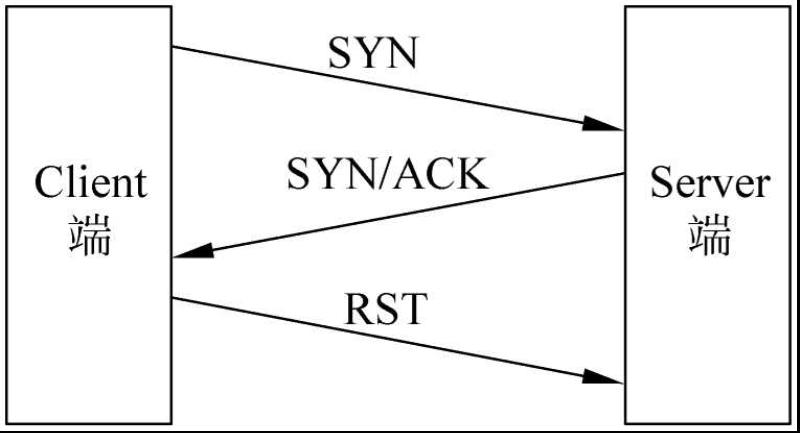 SYN
Client
端
SYN/ACK
Server
端
RST